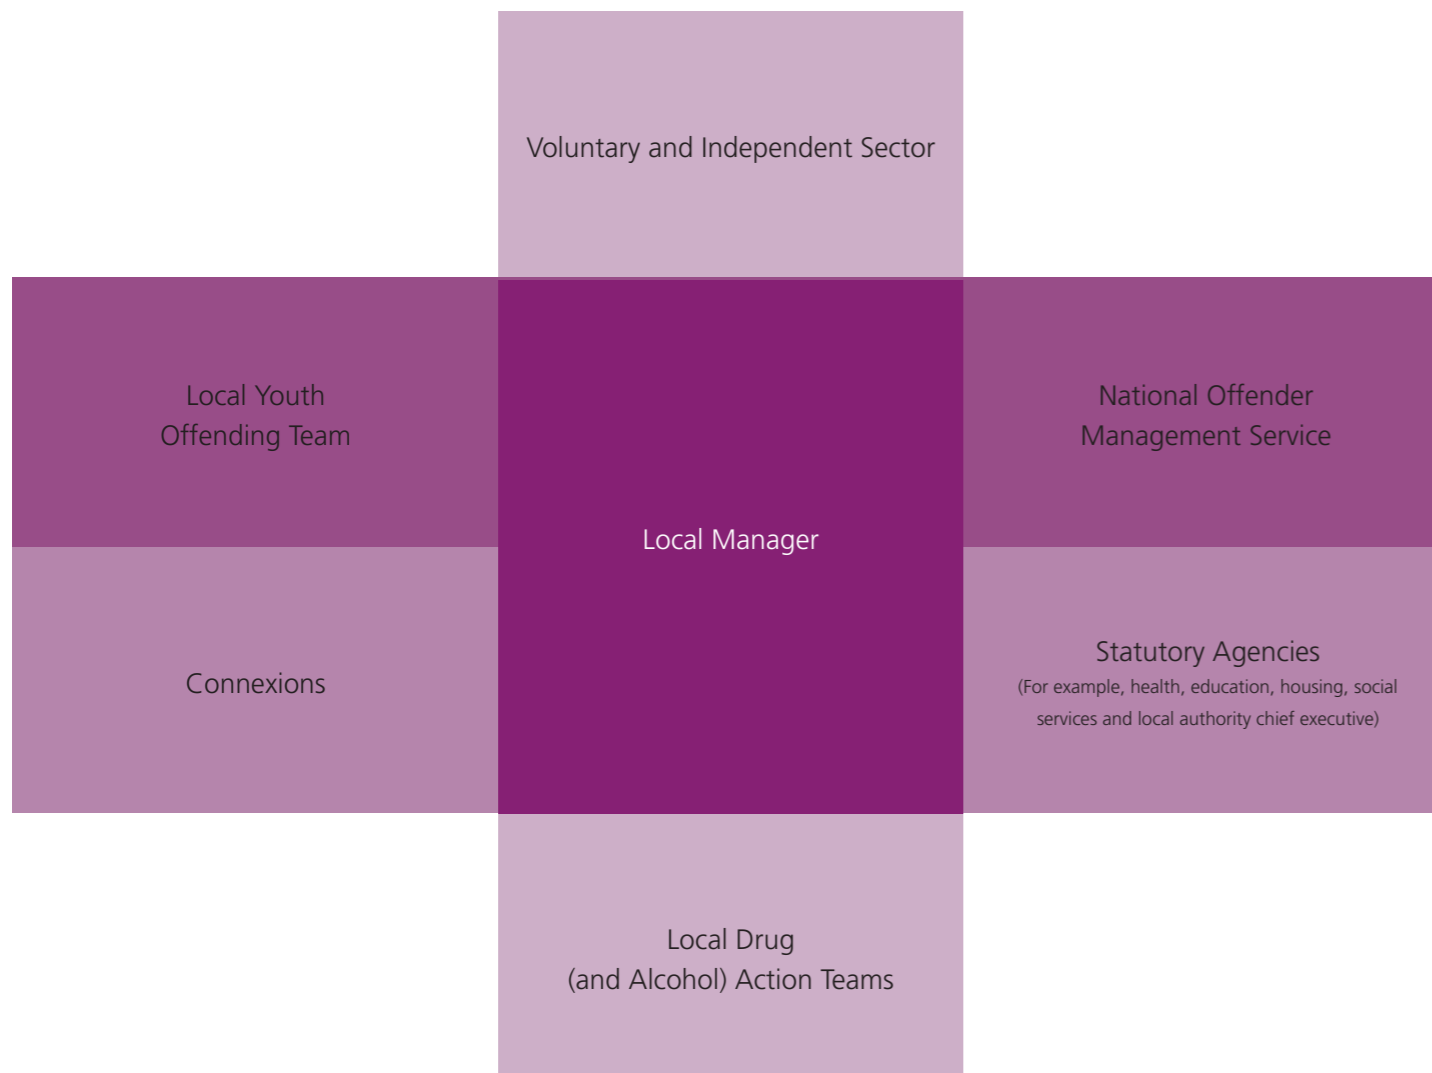 Voluntary and Independent Sector
Local Youth
Offending Team
National Offender
Management Service
Local Manager
Connexions
Statutory Agencies
(For example, health, education, housing, social
services and local authority chief executive)
Local Drug
(and Alcohol) Action Teams